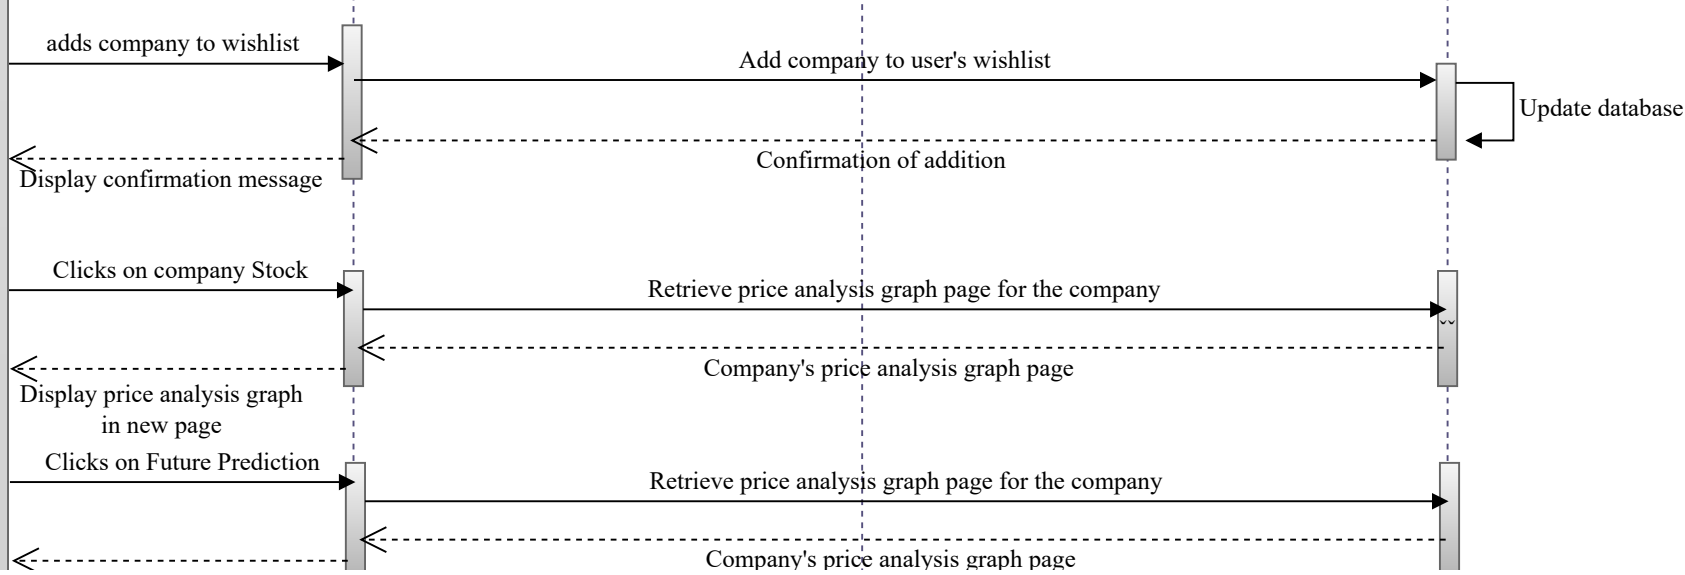 adds company to wishlist
Add company to user's wishlist
Update database
Confirmation of addition
Display confirmation message
Clicks on company Stock
Retrieve price analysis graph page for the company
Company's price analysis graph page
Display price analysis graph
in new page
Clicks on Future Prediction
Retrieve price analysis graph page for the company
Company's price analysis graph page